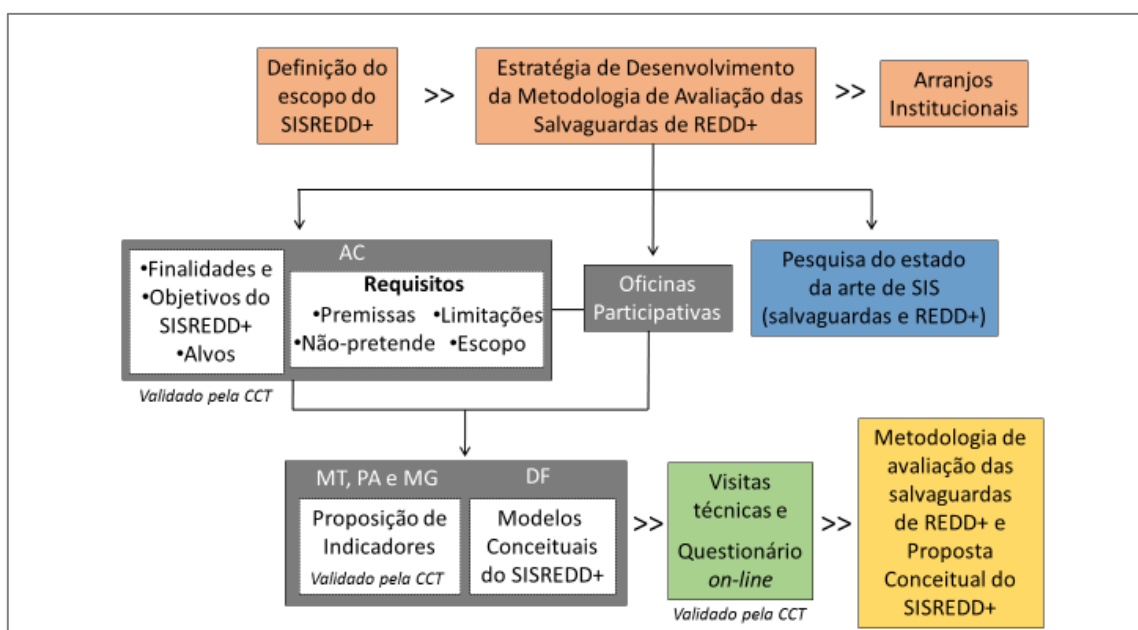 Definição do
escopo do
SISREDD+
>>
Estratégia de Desenvolvimento
da Metodologia de Avaliação das
Salvaguardas de REDD+
>>
Arranjos
Institucionais
AC
•Finalidades e
•Objetivos do
SISREDD+
•Alvos
Requisitos
•Premissas •Limitações
•Não-pretende •Escopo
Validado pela CCT
Oficinas
Participativas
Pesquisa do estado
da arte de SIS
(salvaguardas e REDD+)
MT, PA e MG
Proposição de
Indicadores
Validado pela CCT
DF
Modelos
Conceituais
do SISREDD+
>>
Visitas
técnicas e
Questionário
on-line
Validado pela CCT
>>
Metodologia de
avaliação das
salvaguardas
de REDD+ e
Proposta
Conceitual do
SISREDD+